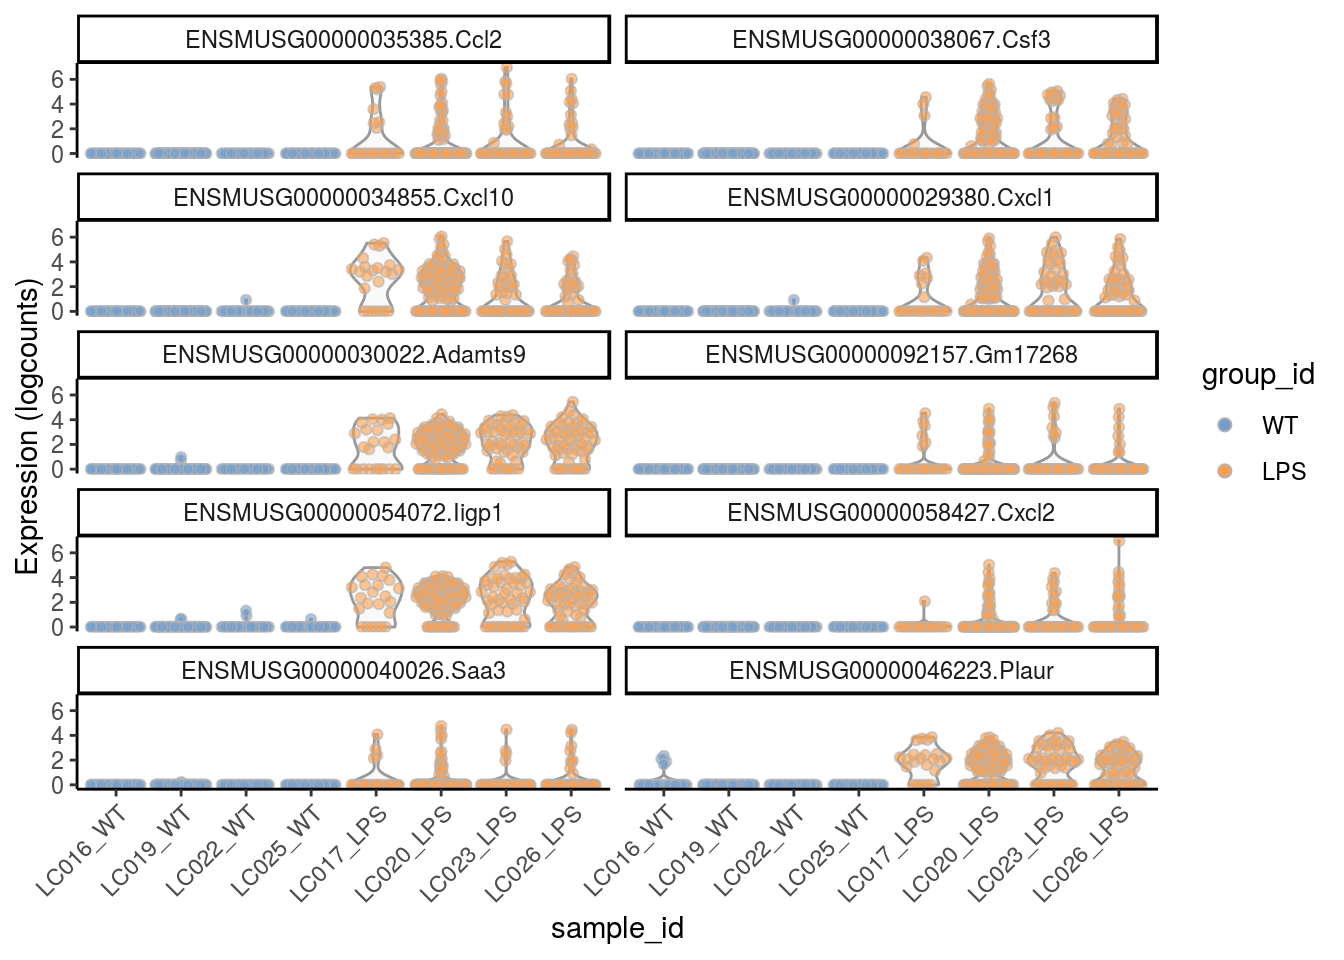 ENSMUSG00000035385.Ccl2
ENSMUSG00000038067.Csf3
6
4
2
0
ENSMUSG00000034855.Cxcl10
ENSMUSG00000029380.Cxcl1
6
4
2
0
ENSMUSG00000030022.Adamts9
ENSMUSG00000092157.Gm17268
6
4
2
0
ENSMUSG00000054072.Iigp1
ENSMUSG00000058427.Cxcl2
6
4
2
0
ENSMUSG00000040026.Saa3
ENSMUSG00000046223.Plaur
6
4
2
0
Expression (logcounts)
LC016_WT
LC019_WT
LC022_WT
LC025_WT
LC017_LPS
LC020_LPS
LC023_LPS
LC026_LPS
LC016_WT
LC019_WT
LC022_WT
LC025_WT
LC017_LPS
LC020_LPS
LC023_LPS
LC026_LPS
sample_id
group_id
WT
LPS